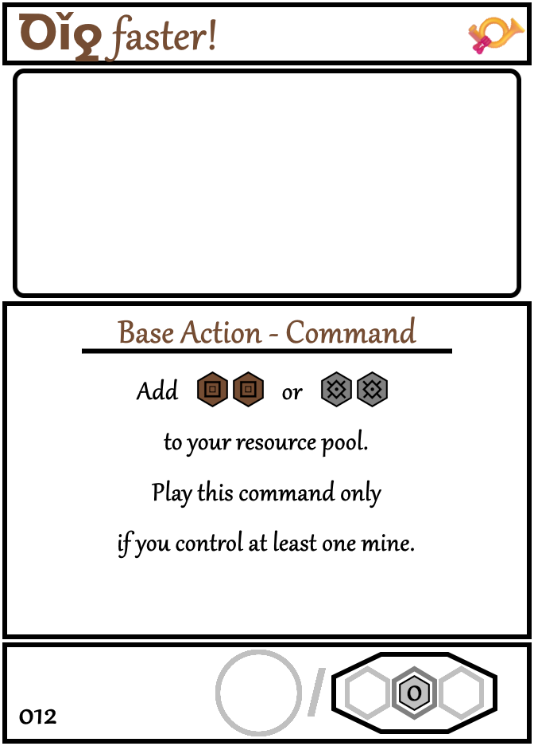 Dĭg faster!
Base Action - Command
Add or
to your resource pool.
Play this command only
if you control at least one mine.
012 / 0